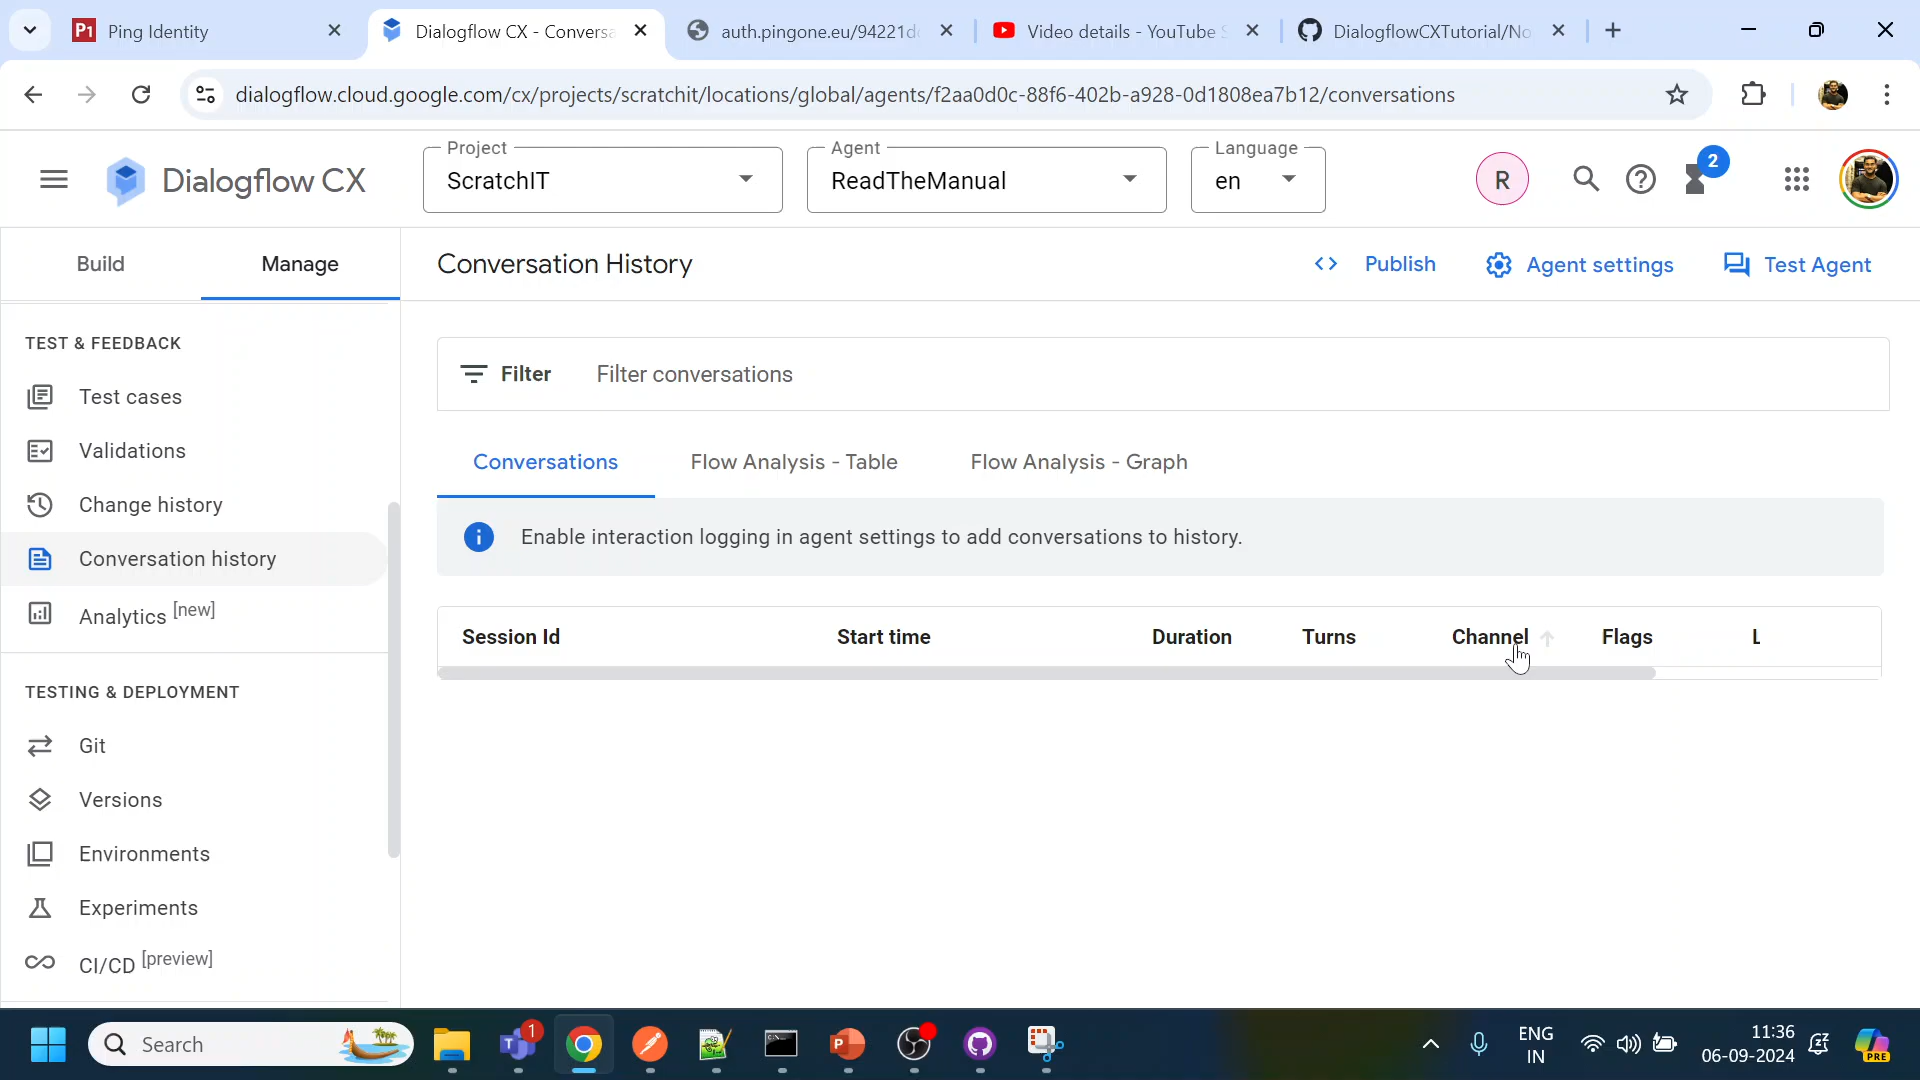 P1 Ping Identity
Dialogflow CX - Conversa
auth.pingone.eu/94221d
Video details - YouTube S
DialogflowCXTutorial/No
dialogflow.cloud.google.com/cx/projects/scratchit/locations/global/agents/f2aa0d0c-88f6-402b-a928-0d1808ea7b12/conversations
Dialogflow CX
Project
ScratchIT
Agent
ReadTheManual
Language
en
R
2
Build
Manage
Conversation History
Publish
Agent settings
Test Agent
TEST & FEEDBACK
Test cases
Validations
Change history
Conversation history
Analytics [new]
TESTING & DEPLOYMENT
Git
Versions
Environments
Experiments
CI/CD [preview]
Filter Filter conversations
Conversations
Flow Analysis - Table
Flow Analysis - Graph
Enable interaction logging in agent settings to add conversations to history.
Session Id Start time Duration Turns Channel Flags L
Search
1
ENG
IN
11:36
06-09-2024
PRE